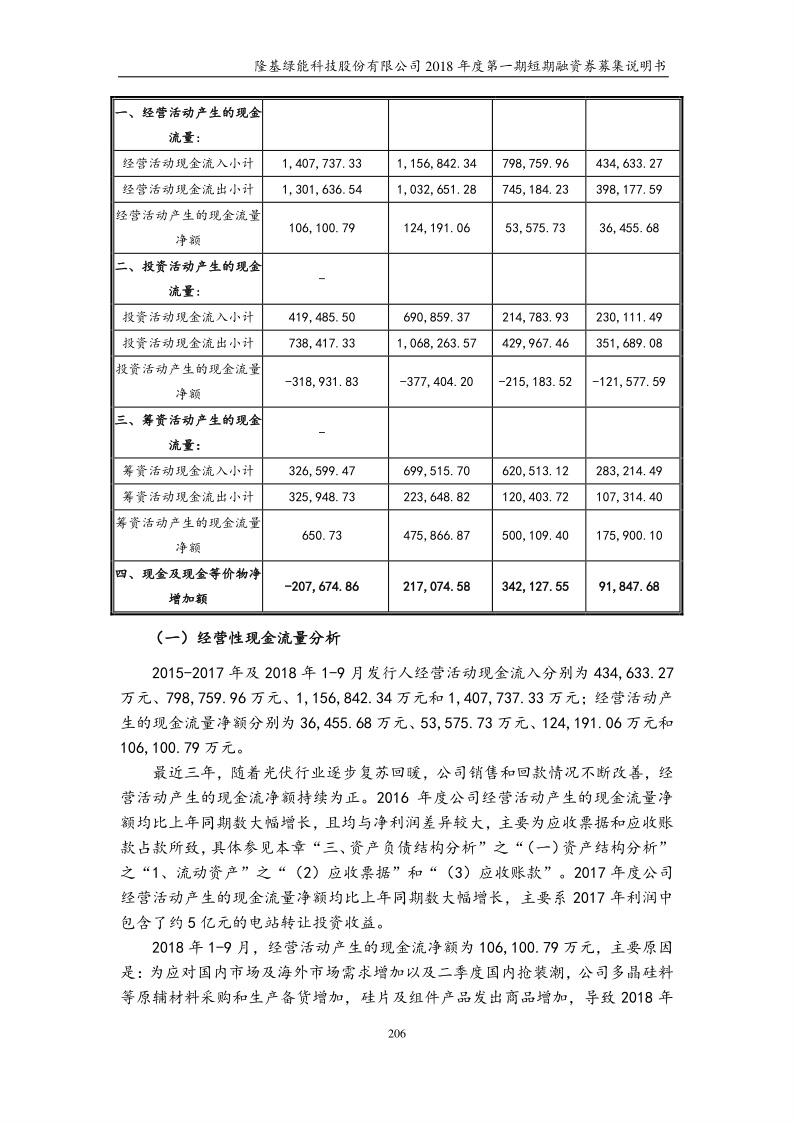 隆基绿能科技股份有限公司 2018 年度第一期短期融资券募集说明书
一、经营活动产生的现金
流量：
经营活动现金流入小计 1,407,737.33 1,156,842.34 798,759.96 434,633.27
经营活动现金流出小计 1,301,636.54 1,032,651.28 745,184.23 398,177.59
经营活动产生的现金流量
净额 106,100.79 124,191.06 53,575.73 36,455.68
二、投资活动产生的现金
流量： -
投资活动现金流入小计 419,485.50 690,859.37 214,783.93 230,111.49
投资活动现金流出小计 738,417.33 1,068,263.57 429,967.46 351,689.08
投资活动产生的现金流量
净额 -318,931.83 -377,404.20 -215,183.52 -121,577.59
三、筹资活动产生的现金
流量： -
筹资活动现金流入小计 326,599.47 699,515.70 620,513.12 283,214.49
筹资活动现金流出小计 325,948.73 223,648.82 120,403.72 107,314.40
筹资活动产生的现金流量
净额 650.73 475,866.87 500,109.40 175,900.10
四、现金及现金等价物净
增加额 -207,674.86 217,074.58 342,127.55 91,847.68
（一）经营性现金流量分析
2015-2017 年及 2018 年 1-9 月发行人经营活动现金流入分别为 434,633.27
万元、798,759.96 万元、1,156,842.34 万元和 1,407,737.33 万元；经营活动产
生的现金流量净额分别为 36,455.68 万元、53,575.73 万元、124,191.06 万元和
106,100.79 万元。
最近三年，随着光伏行业逐步复苏回暖，公司销售和回款情况不断改善，经
营活动产生的现金流净额持续为正。2016 年度公司经营活动产生的现金流量净
额均比上年同期数大幅增长，且均与净利润差异较大，主要为应收票据和应收账
款占款所致，具体参见本章“三、资产负债结构分析”之“（一）资产结构分析”
之“1、流动资产”之“（2）应收票据”和“（3）应收账款”。2017 年度公司
经营活动产生的现金流量净额均比上年同期数大幅增长，主要系 2017 年利润中
包含了约 5 亿元的电站转让投资收益。
2018 年 1-9 月，经营活动产生的现金流净额为 106,100.79 万元，主要原因
是：为应对国内市场及海外市场需求增加以及二季度国内抢装潮，公司多晶硅料
等原辅材料采购和生产备货增加，硅片及组件产品发出商品增加，导致 2018 年
206